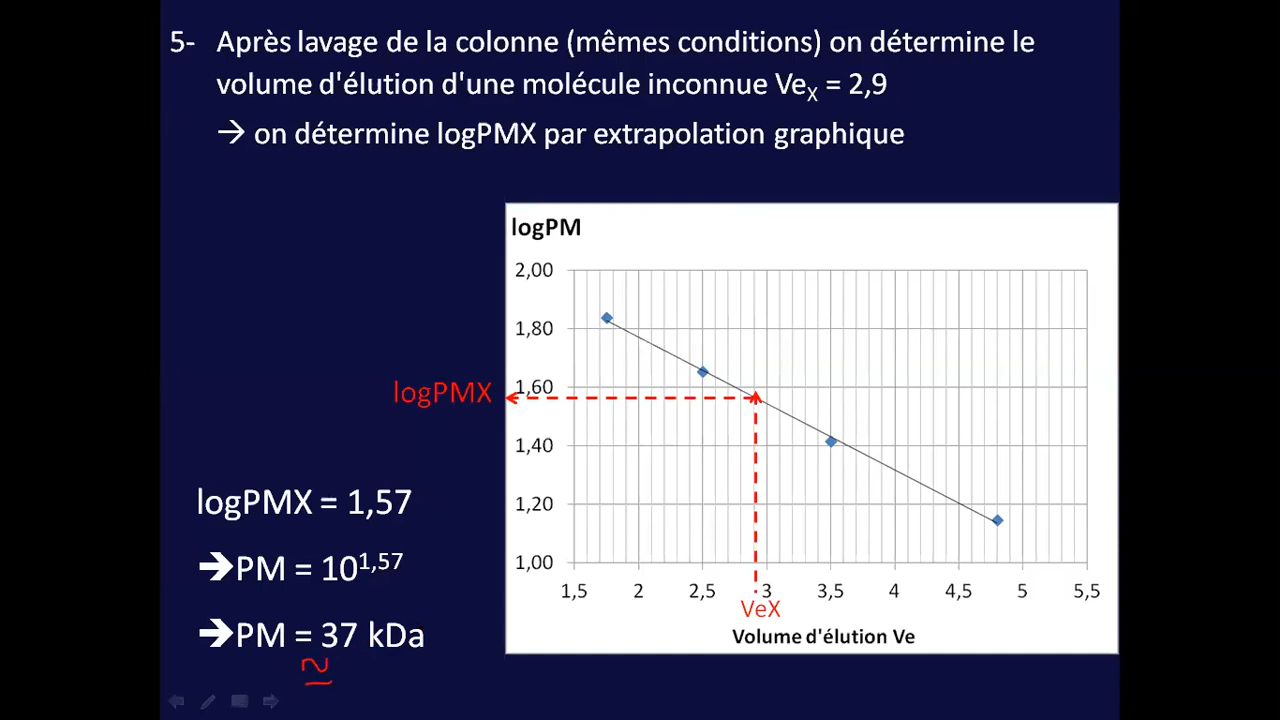 5- Après lavage de la colonne (mêmes conditions) on détermine le
volume d'élution d'une molécule inconnue VeX = 2,9
→ on détermine logPMX par extrapolation graphique
logPM
2,00
1,80
1,60
1,40
1,20
1,00
1,5 2 2,5 3 3,5 4 4,5 5 5,5
logPMX
VeX
Volume d'élution Ve
logPMX = 1,57
➔PM = 10^1,57
➔PM = 37 kDa
≃